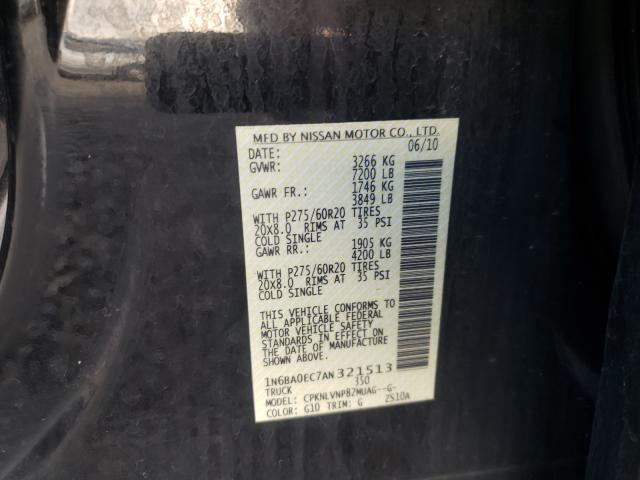 MFD BY NISSAN MOTOR CO., LTD.
DATE: 06/10
GVWR: 3266 KG
7200 LB
GAWR FR.: 1746 KG
3849 LB
WITH P275/60R20 TIRES
20X8.0 RIMS AT 35 PSI
COLD SINGLE
GAWR RR.: 1905 KG
4200 LB
WITH P275/60R20 TIRES
20X8.0 RIMS AT 35 PSI
COLD SINGLE
THIS VEHICLE CONFORMS TO
ALL APPLICABLE FEDERAL
MOTOR VEHICLE SAFETY
STANDARDS IN EFFECT ON
THE DATE OF MANUFACTURE
SHOWN ABOVE.
1N6BA0EC7AN321513
TRUCK 350
MODEL: CPKNLVNP82MUAG--G-
COLOR: G10 TRIM: G ZS10A